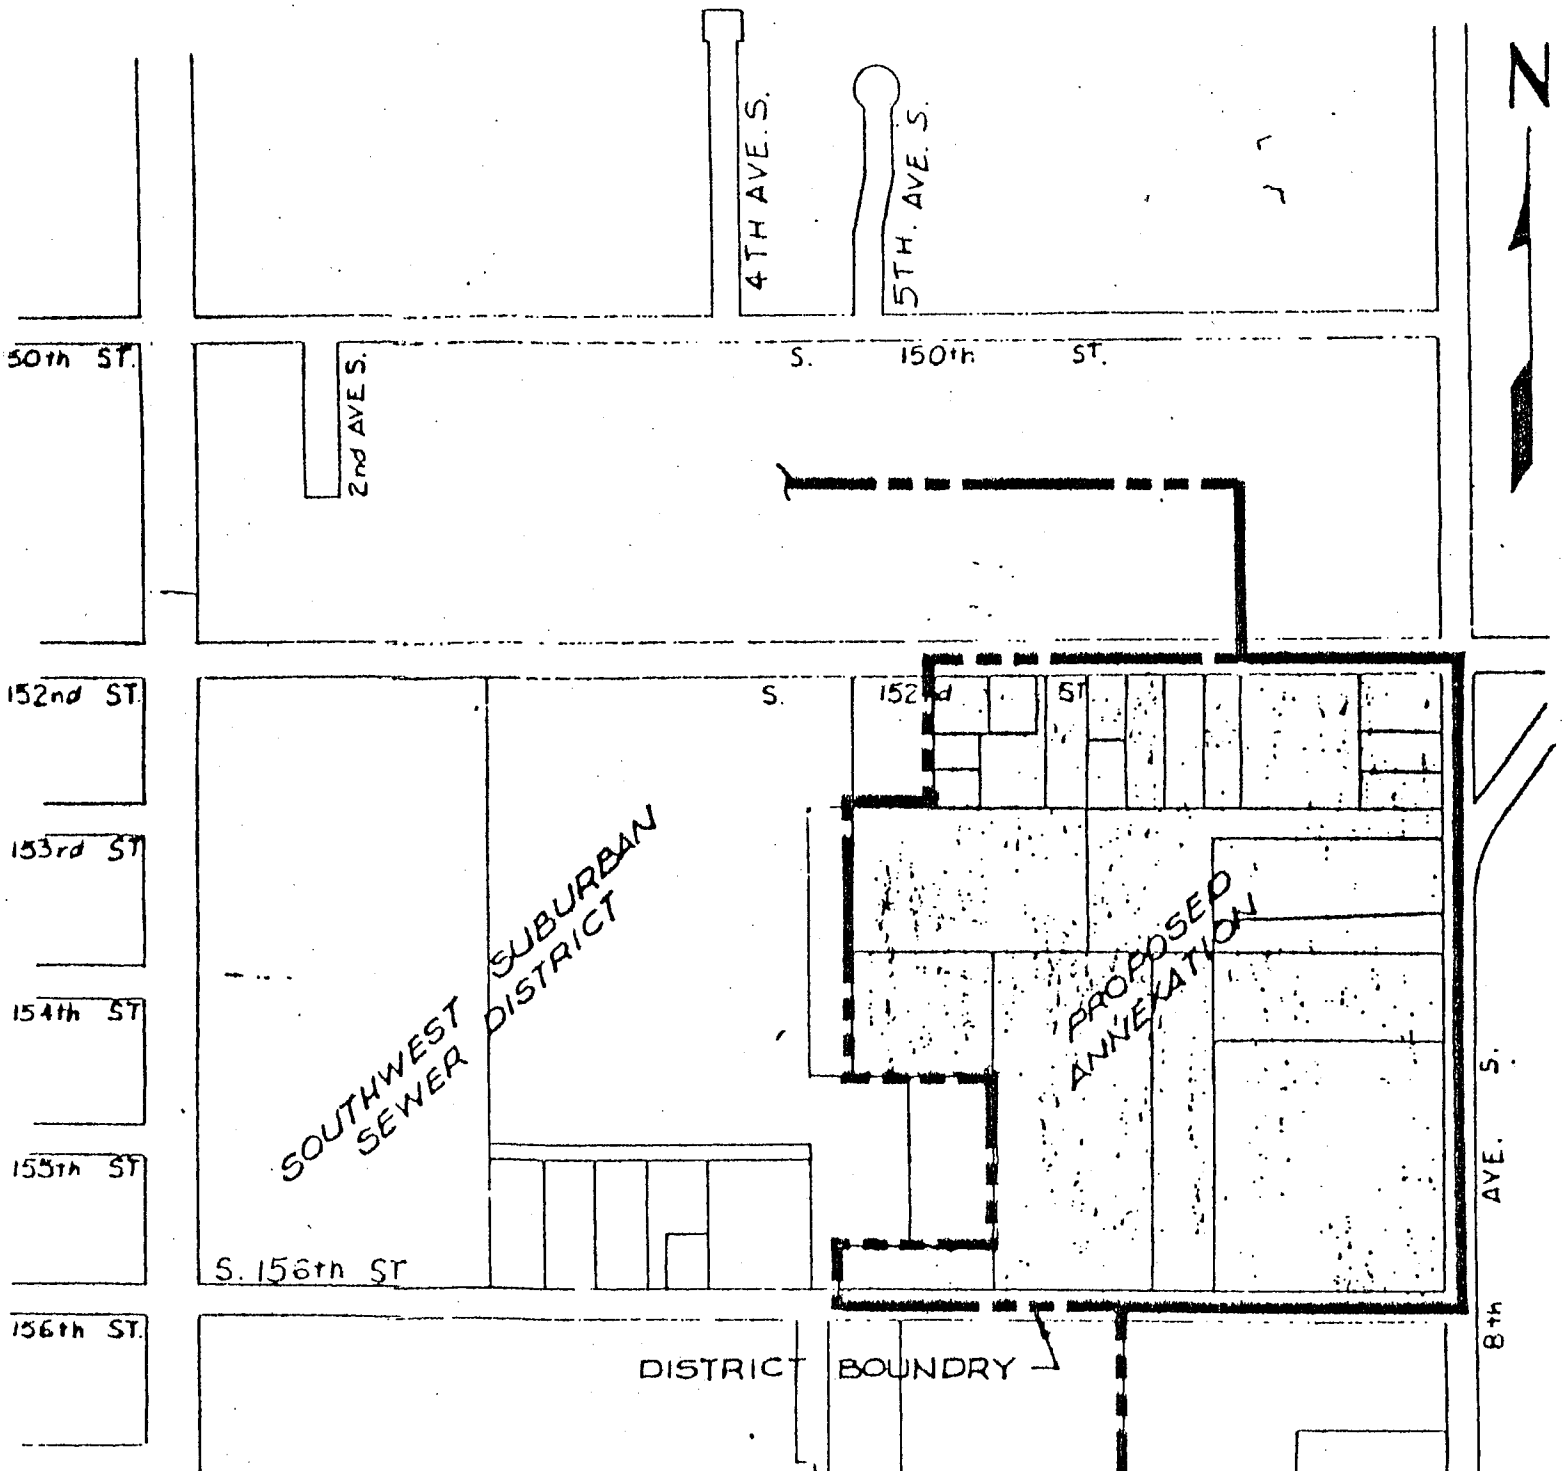 N
4TH AVE. S.
5TH. AVE. S.
50th ST.
S. 150th ST.
2nd AVE S.
152nd ST.
S. 152nd ST
153rd ST
SOUTHWEST SUBURBAN
SEWER DISTRICT
PROPOSED
ANNEXATION
154th ST
155th ST
S. 156th ST
156th ST.
8th AVE. S.
DISTRICT BOUNDRY